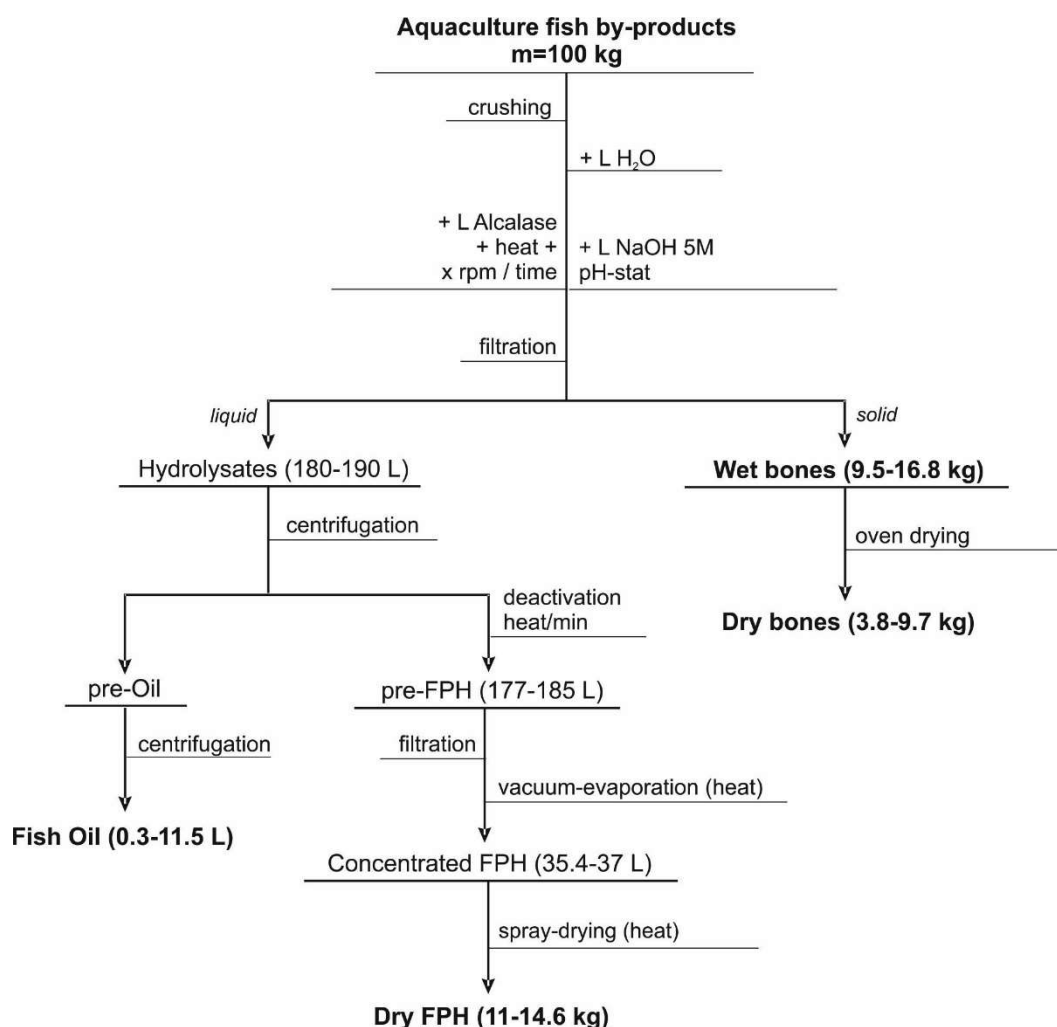 Aquaculture fish by-products
m=100 kg
crushing
+ L H₂O
+ L Alcalase
+ heat +
x rpm / time
+ L NaOH 5M
pH-stat
filtration
liquid
solid
Hydrolysates (180-190 L)
Wet bones (9.5-16.8 kg)
centrifugation
oven drying
deactivation
heat/min
Dry bones (3.8-9.7 kg)
pre-Oil
pre-FPH (177-185 L)
centrifugation
filtration
vacuum-evaporation (heat)
Fish Oil (0.3-11.5 L)
Concentrated FPH (35.4-37 L)
spray-drying (heat)
Dry FPH (11-14.6 kg)